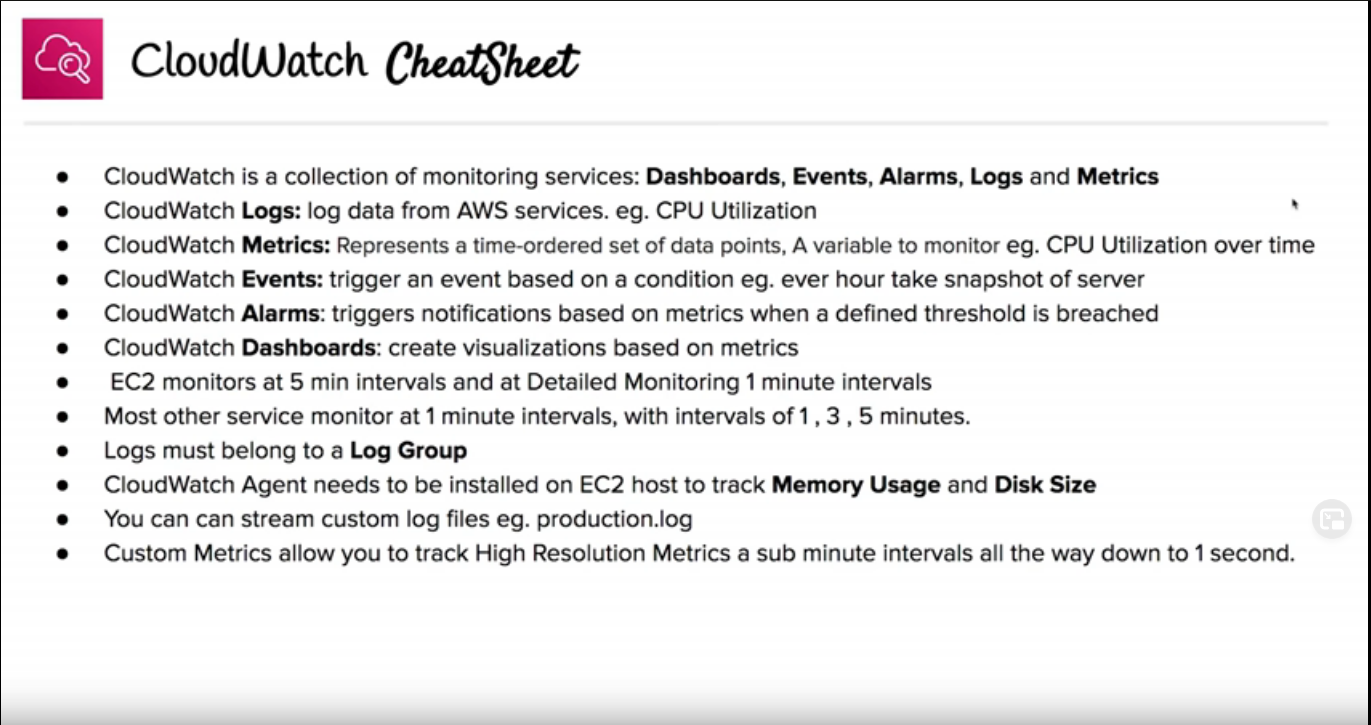 CloudWatch CheatSheet
● CloudWatch is a collection of monitoring services: Dashboards, Events, Alarms, Logs and Metrics
● CloudWatch Logs: log data from AWS services. eg. CPU Utilization
● CloudWatch Metrics: Represents a time-ordered set of data points, A variable to monitor eg. CPU Utilization over time
● CloudWatch Events: trigger an event based on a condition eg. ever hour take snapshot of server
● CloudWatch Alarms: triggers notifications based on metrics when a defined threshold is breached
● CloudWatch Dashboards: create visualizations based on metrics
● EC2 monitors at 5 min intervals and at Detailed Monitoring 1 minute intervals
● Most other service monitor at 1 minute intervals, with intervals of 1 , 3 , 5 minutes.
● Logs must belong to a Log Group
● CloudWatch Agent needs to be installed on EC2 host to track Memory Usage and Disk Size
● You can can stream custom log files eg. production.log
● Custom Metrics allow you to track High Resolution Metrics a sub minute intervals all the way down to 1 second.